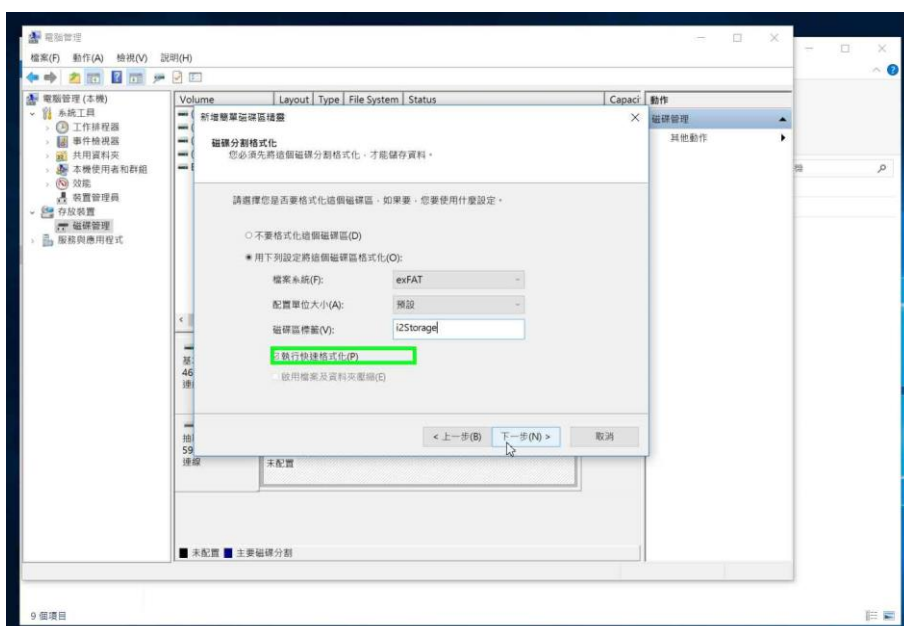 電腦管理
檔案(F) 動作(A) 檢視(V) 說明(H)
電腦管理 (本機)
系統工具
工作排程器
事件檢視器
共用資料夾
本機使用者和群組
效能
裝置管理員
存放裝置
磁碟管理
服務與應用程式
Volume Layout Type File System Status Capaci
動作
磁碟管理
其他動作
新增簡單磁碟區精靈
磁碟分割格式化
您必須先將這個磁碟分割格式化，才能儲存資料。
請選擇您是否要格式化這個磁碟區，如果要，您要使用什麼設定。
不要格式化這個磁碟區(D)
用下列設定將這個磁碟區格式化(O):
檔案系統(F): exFAT
配置單位大小(A): 預設
磁碟區標籤(V): i2Storage
執行快速格式化(P)
啟用檔案及資料夾壓縮(E)
< 上一步(B) 下一步(N) > 取消
基
46
連
抽
59
連線
未配置
未配置 主要磁碟分割
9 個項目